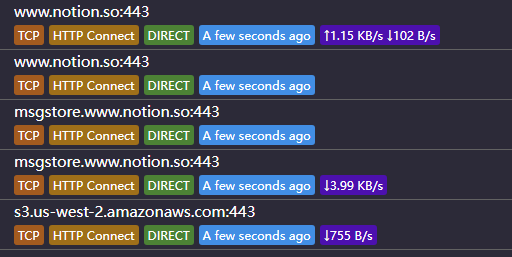 www.notion.so:443
TCP HTTP Connect DIRECT A few seconds ago ↑1.15 KB/s ↓102 B/s
www.notion.so:443
TCP HTTP Connect DIRECT A few seconds ago
msgstore.www.notion.so:443
TCP HTTP Connect DIRECT A few seconds ago
msgstore.www.notion.so:443
TCP HTTP Connect DIRECT A few seconds ago ↓3.99 KB/s
s3.us-west-2.amazonaws.com:443
TCP HTTP Connect DIRECT A few seconds ago ↓755 B/s